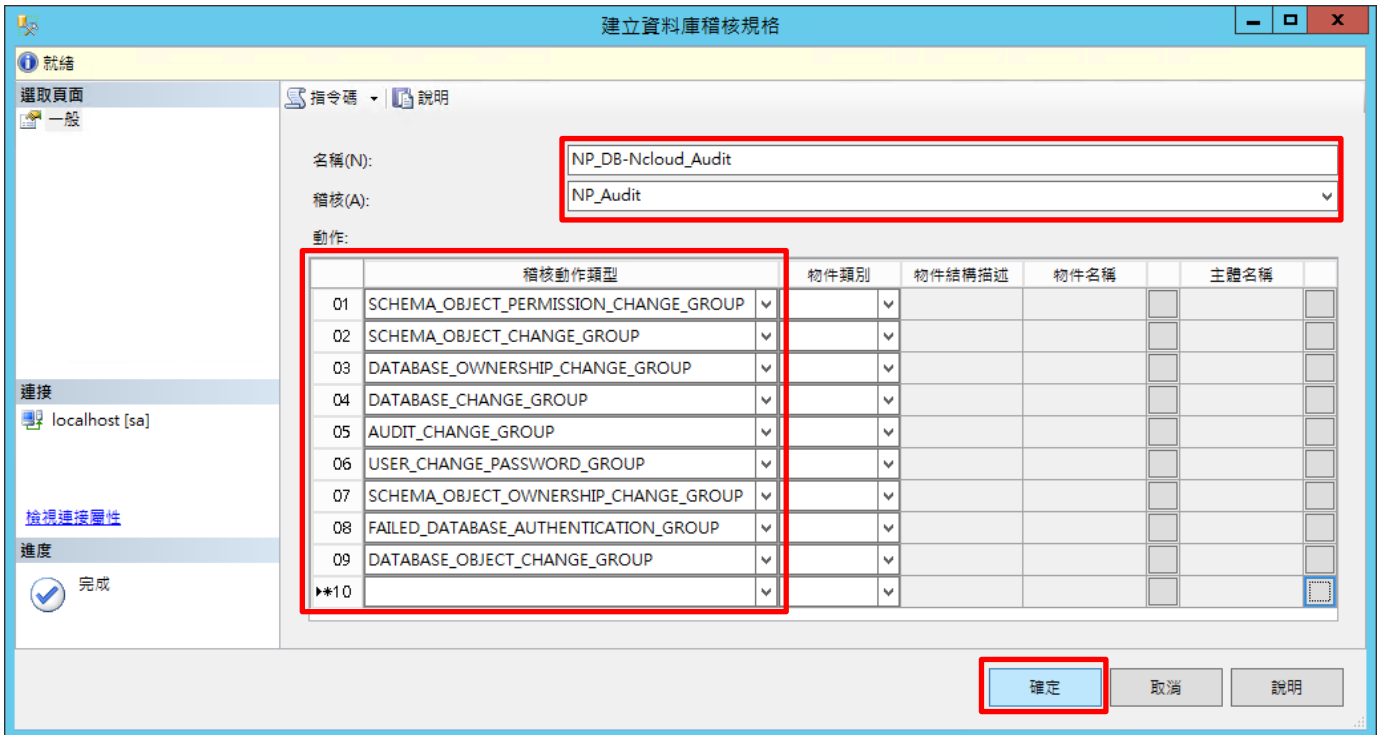 建立資料庫稽核規格
就緒
選取頁面
一般
指令碼 說明
名稱(N): NP_DB-Ncloud_Audit
稽核(A): NP_Audit
動作:
稽核動作類型 物件類別 物件結構描述 物件名稱 主體名稱
01 SCHEMA_OBJECT_PERMISSION_CHANGE_GROUP
02 SCHEMA_OBJECT_CHANGE_GROUP
03 DATABASE_OWNERSHIP_CHANGE_GROUP
04 DATABASE_CHANGE_GROUP
05 AUDIT_CHANGE_GROUP
06 USER_CHANGE_PASSWORD_GROUP
07 SCHEMA_OBJECT_OWNERSHIP_CHANGE_GROUP
08 FAILED_DATABASE_AUTHENTICATION_GROUP
09 DATABASE_OBJECT_CHANGE_GROUP
*10
連接
localhost [sa]
檢視連接屬性
進度
完成
確定 取消 說明